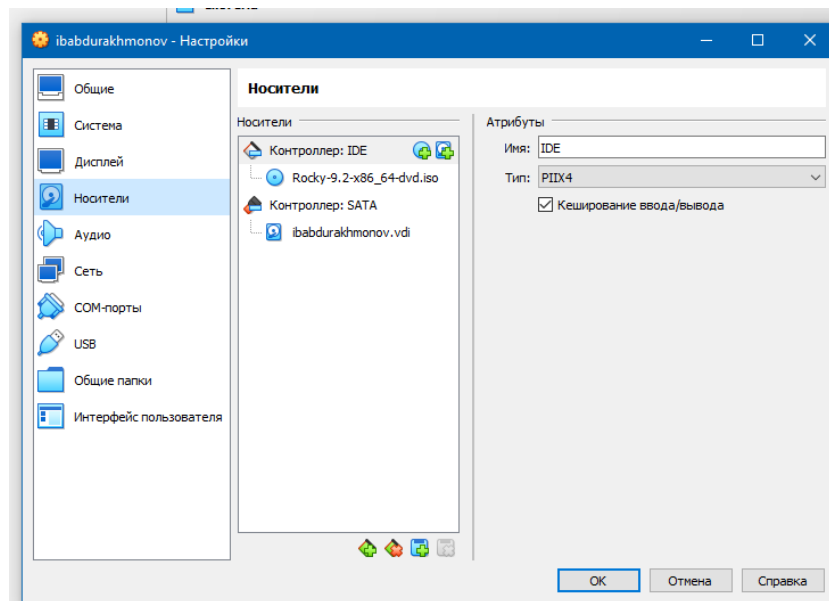 ibabdurakhmonov - Настройки
Общие
Система
Дисплей
Носители
Аудио
Сеть
COM-порты
USB
Общие папки
Интерфейс пользователя
Носители
Носители
Контроллер: IDE
Rocky-9.2-x86_64-dvd.iso
Контроллер: SATA
ibabdurakhmonov.vdi
Атрибуты
Имя: IDE
Тип: PIIX4
Кеширование ввода/вывода
OK Отмена Справка